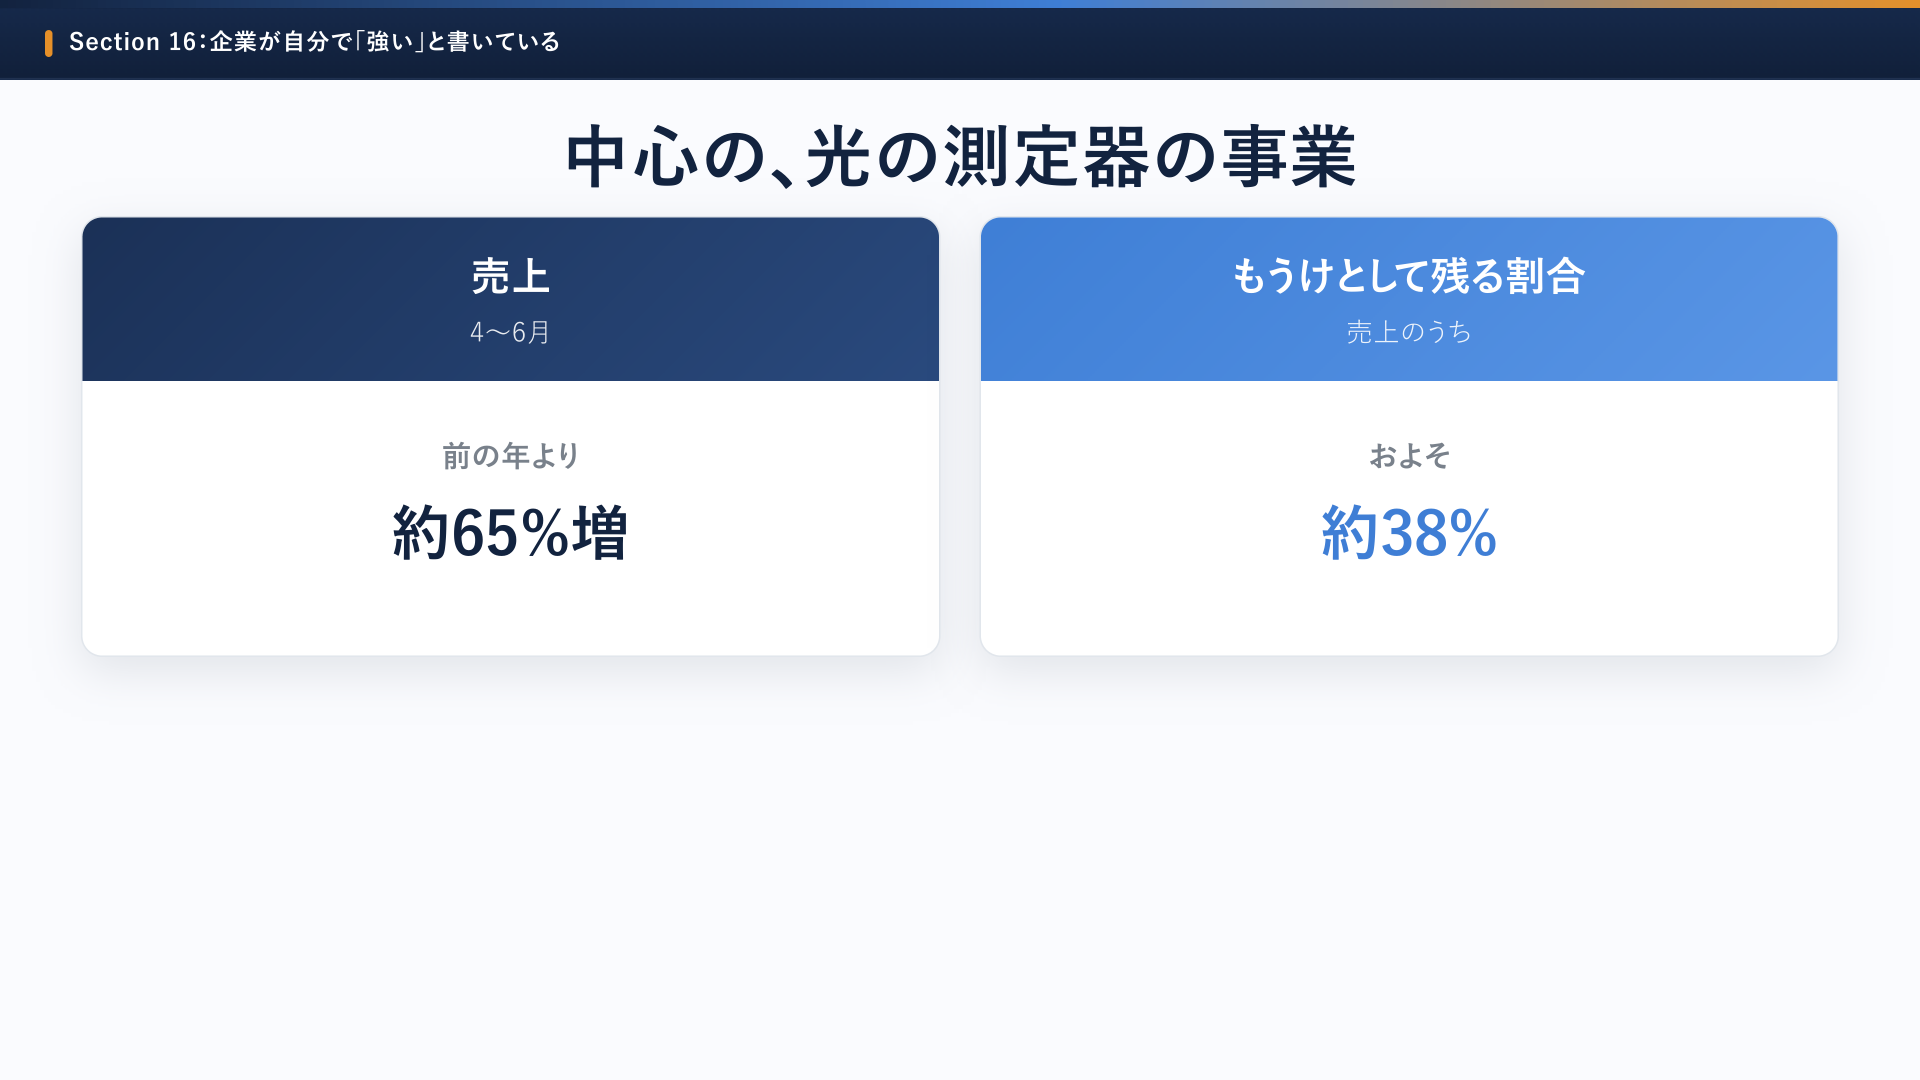 Section 16：企業が自分で「強い」と書いている
中心の、光の測定器の事業
売上
4〜6月
前の年より
約65%増
もうけとして残る割合
売上のうち
およそ
約38%